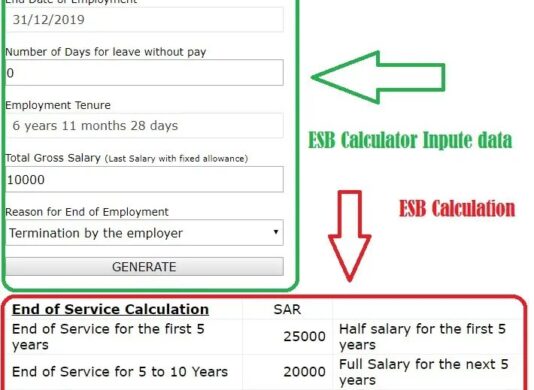 End Date of Employment
31/12/2019
Number of Days for leave without pay
0
Employment Tenure
6 years 11 months 28 days
Total Gross Salary (Last Salary with fixed allowance)
10000
Reason for End of Employment
Termination by the employer
GENERATE
ESB Calculator Inpute data
ESB Calculation
End of Service Calculation SAR
End of Service for the first 5 years 25000 Half salary for the first 5 years
End of Service for 5 to 10 Years 20000 Full Salary for the next 5 years